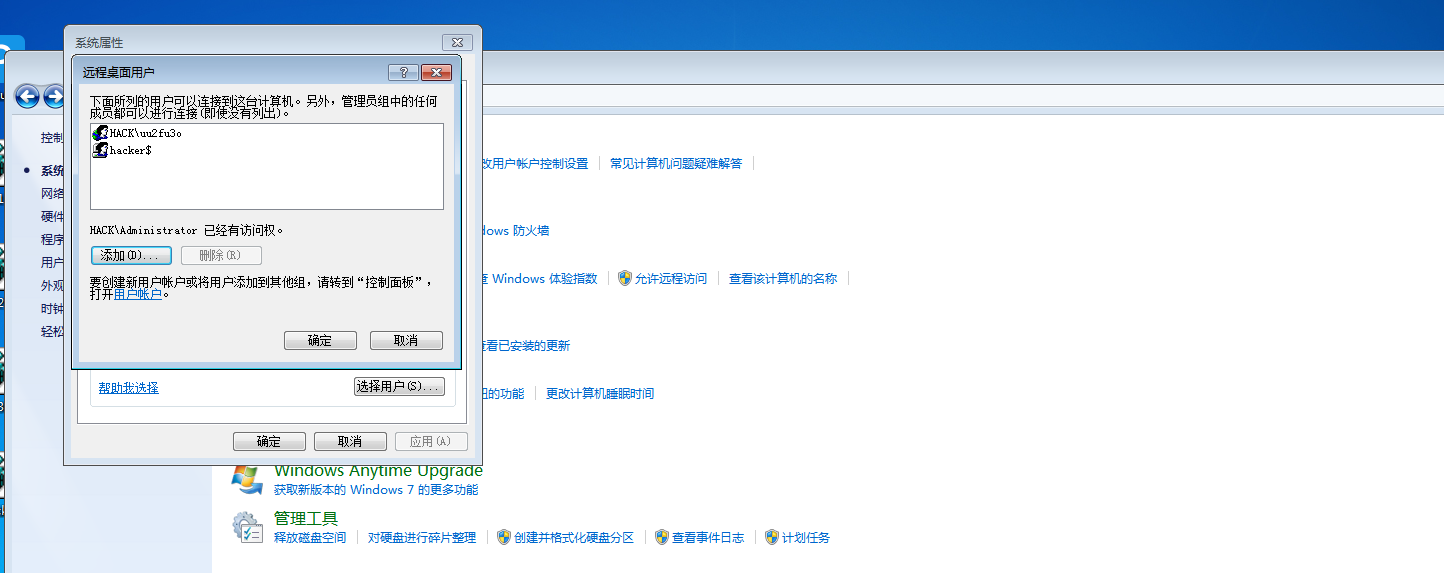 系统属性
远程桌面用户
下面所列的用户可以连接到这台计算机。另外，管理员组中的任何
成员都可以进行连接(即使没有列出)。
HACK\uu2fu3o
hacker$
HACK\Administrator 已经有访问权。
添加(D)... 删除(R)
要创建新用户帐户或将用户添加到其他组，请转到“控制面板”，
打开用户帐户。
确定 取消
帮助我选择 选择用户(S)...
确定 取消 应用(A)
控制
系统
网络
硬件
程序
用户
外观
时钟
轻松
改用户帐户控制设置 常见计算机问题疑难解答
dows 防火墙
查 Windows 体验指数 允许远程访问 查看该计算机的名称
查看已安装的更新
的功能 更改计算机睡眠时间
Windows Anytime Upgrade
获取新版本的 Windows 7 的更多功能
管理工具
释放磁盘空间 对硬盘进行碎片整理 创建并格式化硬盘分区 查看事件日志 计划任务